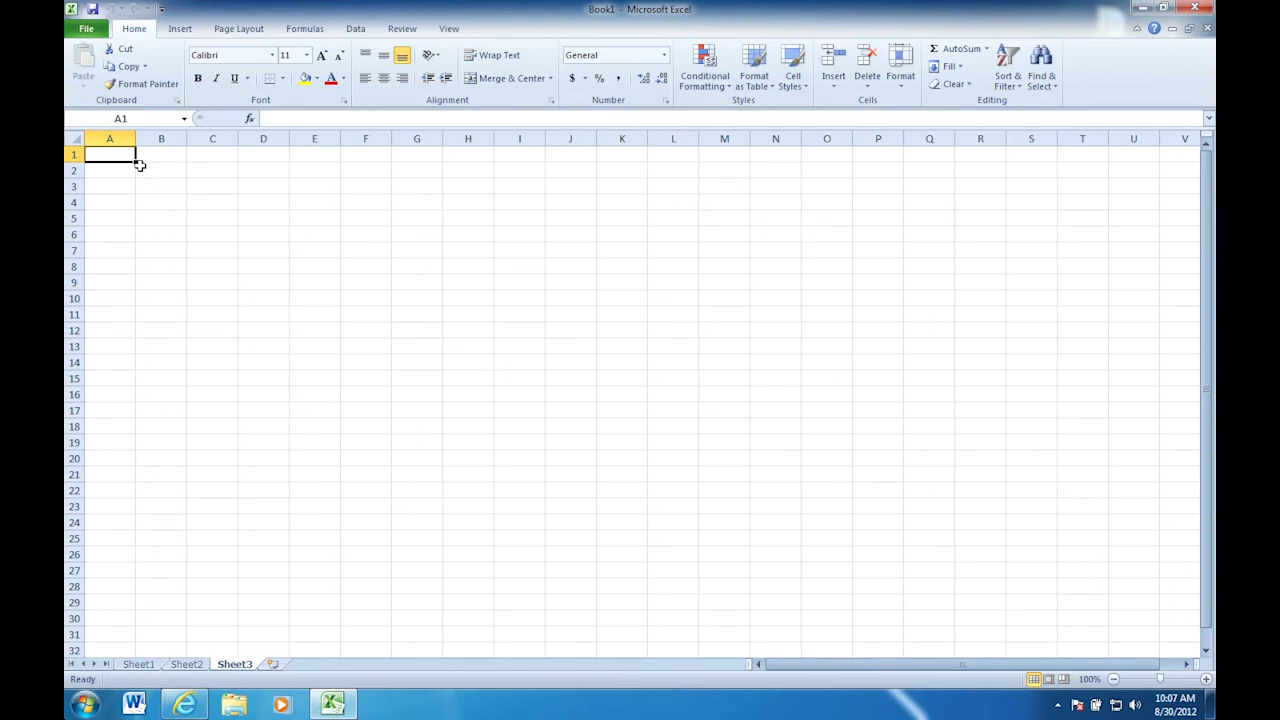 Book1 - Microsoft Excel
File Home Insert Page Layout Formulas Data Review View
Paste Cut Copy Format Painter Clipboard
Calibri 11 A A B I U A Font
Wrap Text Merge & Center Alignment
General $ % , .0 .00 .00 .0 Number
Conditional Formatting Format as Table Cell Styles Styles
Insert Delete Format Cells
Σ AutoSum Fill Clear Sort & Filter Find & Select Editing
A1 fx
A B C D E F G H I J K L M N O P Q R S T U V
1
2
3
4
5
6
7
8
9
10
11
12
13
14
15
16
17
18
19
20
21
22
23
24
25
26
27
28
29
30
31
32
Sheet1 Sheet2 Sheet3
Ready 100%
10:07 AM
8/30/2012